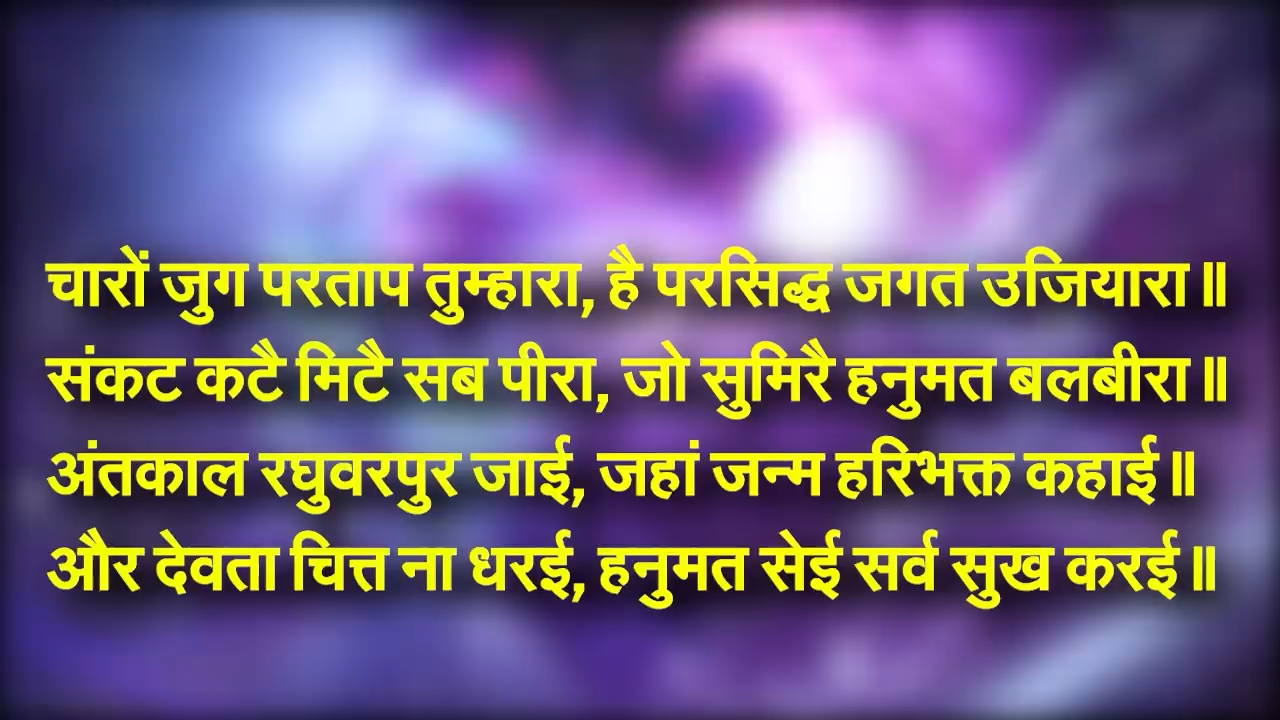 चारों जुग परताप तुम्हारा, है परसिद्ध जगत उजियारा॥
संकट कटै मिटै सब पीरा, जो सुमिरै हनुमत बलबीरा॥
अंतकाल रघुवरपुर जाई, जहां जन्म हरिभक्त कहाई॥
और देवता चित्त ना धरई, हनुमत सेई सर्व सुख करई॥